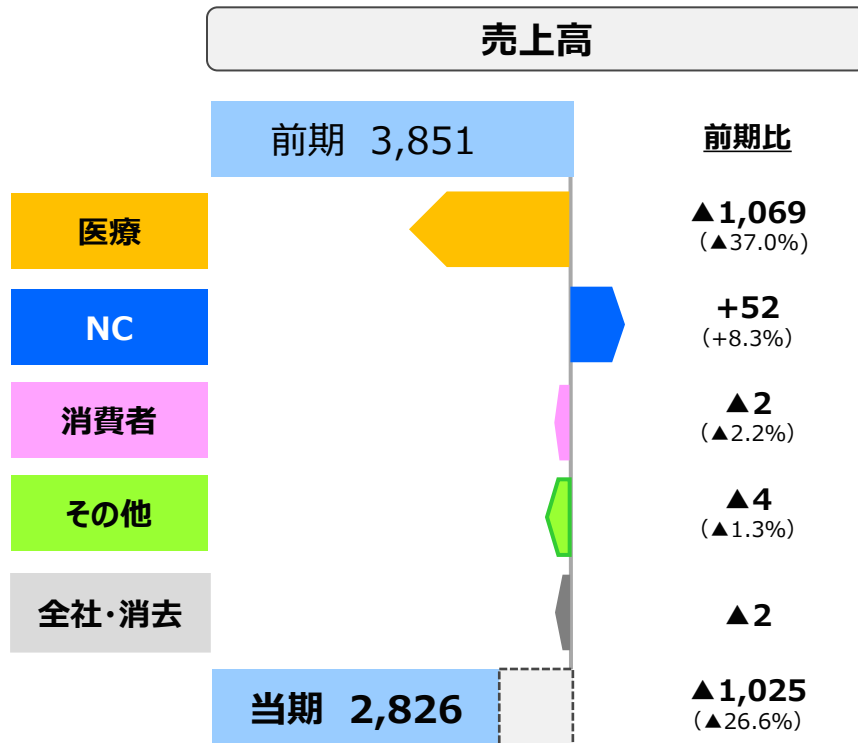 売上高
前期 3,851
前期比
医療
▲1,069
（▲37.0%）
NC
+52
（+8.3%）
消費者
▲2
（▲2.2%）
その他
▲4
（▲1.3%）
全社・消去
▲2
当期 2,826
▲1,025
（▲26.6%）